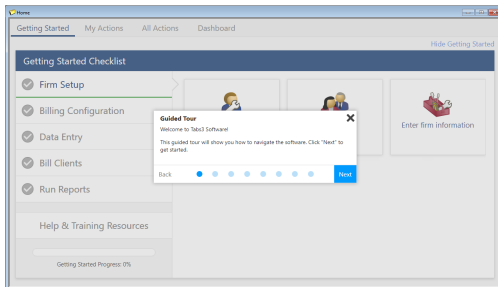 Home
Getting Started My Actions All Actions Dashboard
Hide Getting Started
Getting Started Checklist
Firm Setup
Billing Configuration
Data Entry
Bill Clients
Run Reports
Help & Training Resources
Getting Started Progress: 0%
Enter firm information
Guided Tour
Welcome to Tabs3 Software!
This guided tour will show you how to navigate the software. Click "Next" to
get started.
Back Next